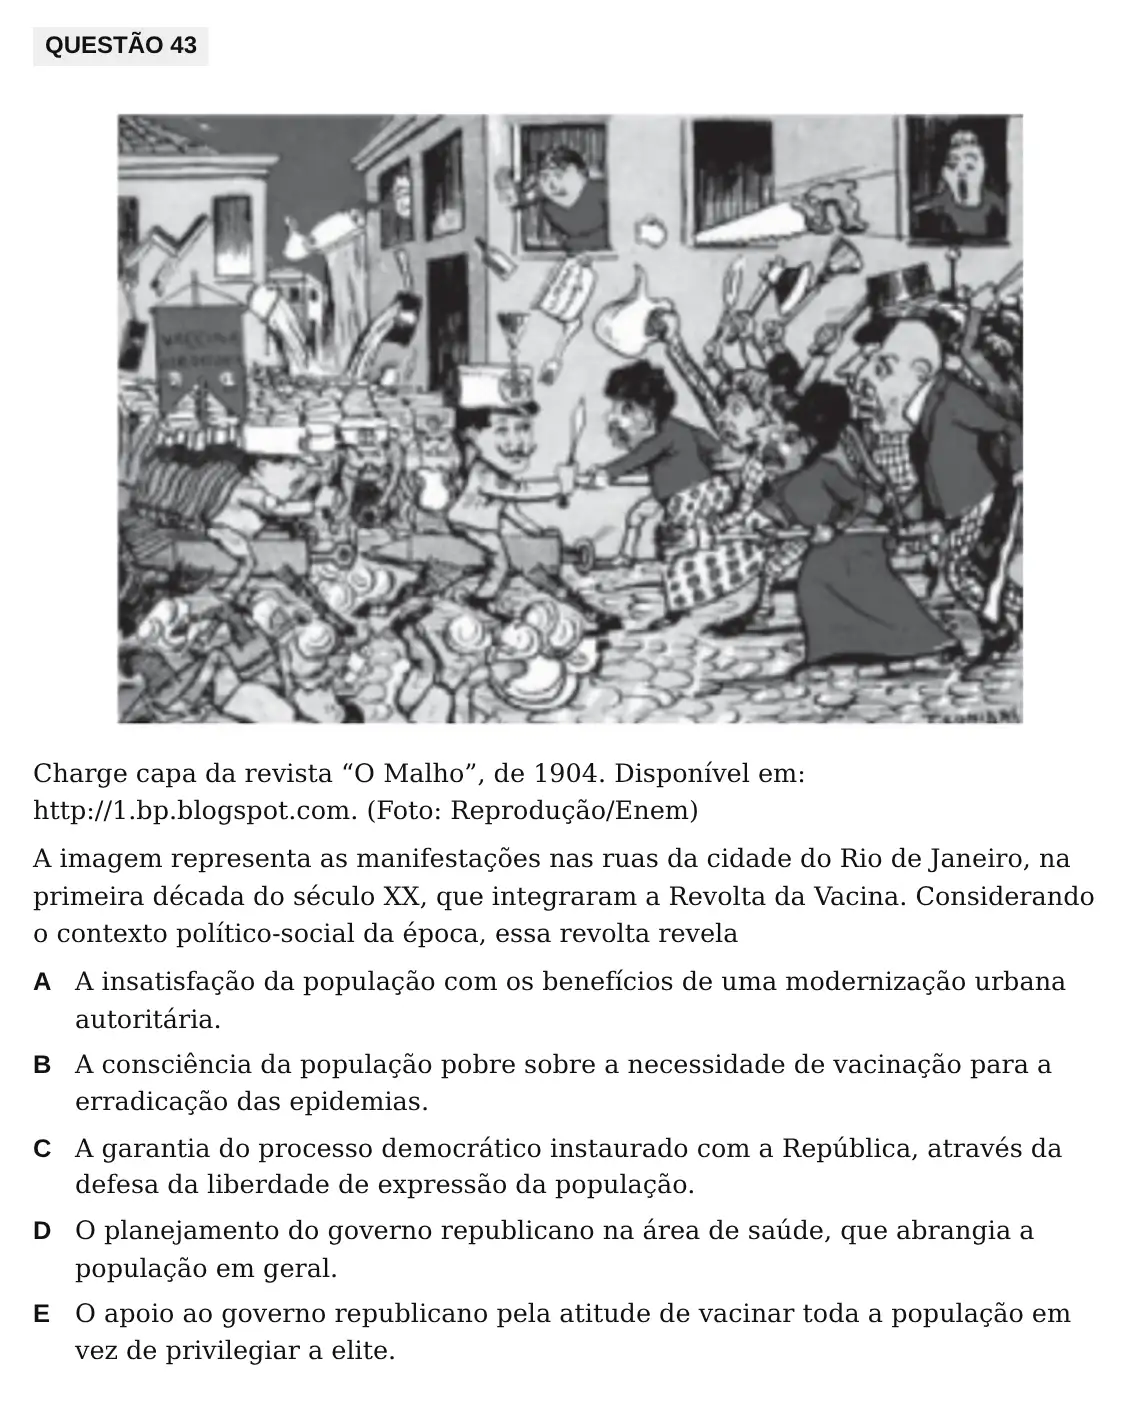 QUESTÃO 43
VACCINA
Charge capa da revista “O Malho”, de 1904. Disponível em:
http://1.bp.blogspot.com. (Foto: Reprodução/Enem)
A imagem representa as manifestações nas ruas da cidade do Rio de Janeiro, na
primeira década do século XX, que integraram a Revolta da Vacina. Considerando
o contexto político-social da época, essa revolta revela
A A insatisfação da população com os benefícios de uma modernização urbana
autoritária.
B A consciência da população pobre sobre a necessidade de vacinação para a
erradicação das epidemias.
C A garantia do processo democrático instaurado com a República, através da
defesa da liberdade de expressão da população.
D O planejamento do governo republicano na área de saúde, que abrangia a
população em geral.
E O apoio ao governo republicano pela atitude de vacinar toda a população em
vez de privilegiar a elite.